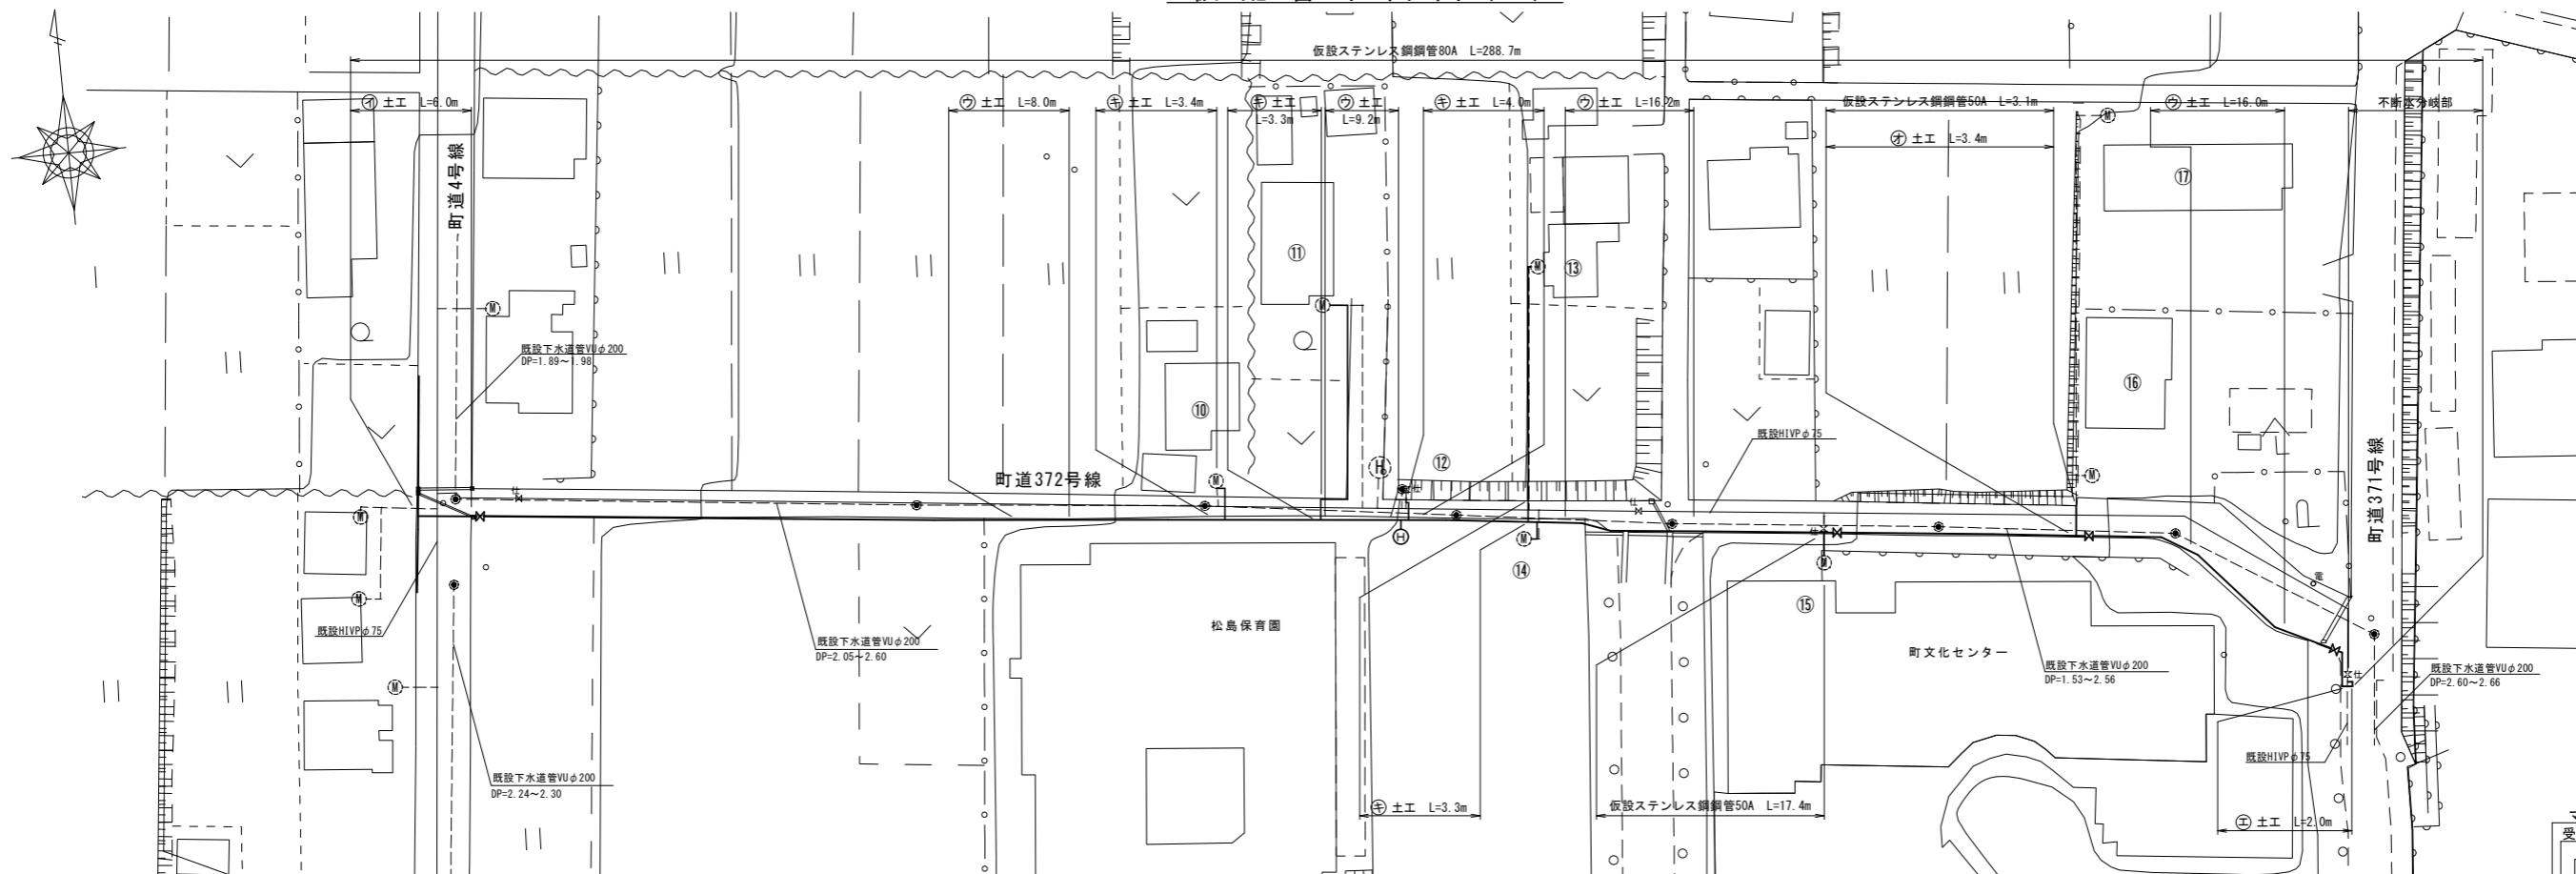 仮設ステンレス鋼鋼管80A L=288.7m
㋑ 土工 L=6.0m
㋒ 土工 L=8.0m
㋖ 土工 L=3.4m
㋖ 土工
L=3.3m
㋒ 土工
L=9.2m
㋖ 土工 L=4.0m
㋒ 土工 L=16.2m
仮設ステンレス鋼鋼管50A L=3.1m
㋔ 土工 L=3.4m
㋒ 土工 L=16.0m
不断水分岐部
町道4号線
M
M
⑰
⑪
⑬
M
M
M
既設下水道管VUφ200
DP=1.89~1.98
⑩
⑯
既設HIVPφ75
町道371号線
町道372号線
H
⑫
M
M
仕
仕
仕
仕
M
H
M
M
⑭
電
M
⑮
既設HIVPφ75
松島保育園
既設下水道管VUφ200
DP=2.05~2.60
町文化センター
既設下水道管VUφ200
DP=1.53~2.56
仕
既設下水道管VUφ200
DP=2.60~2.66
M
既設HIVPφ75
既設下水道管VUφ200
DP=2.24~2.30
㋖ 土工 L=3.3m
仮設ステンレス鋼鋼管50A L=17.4m
㋓ 土工 L=2.0m
受